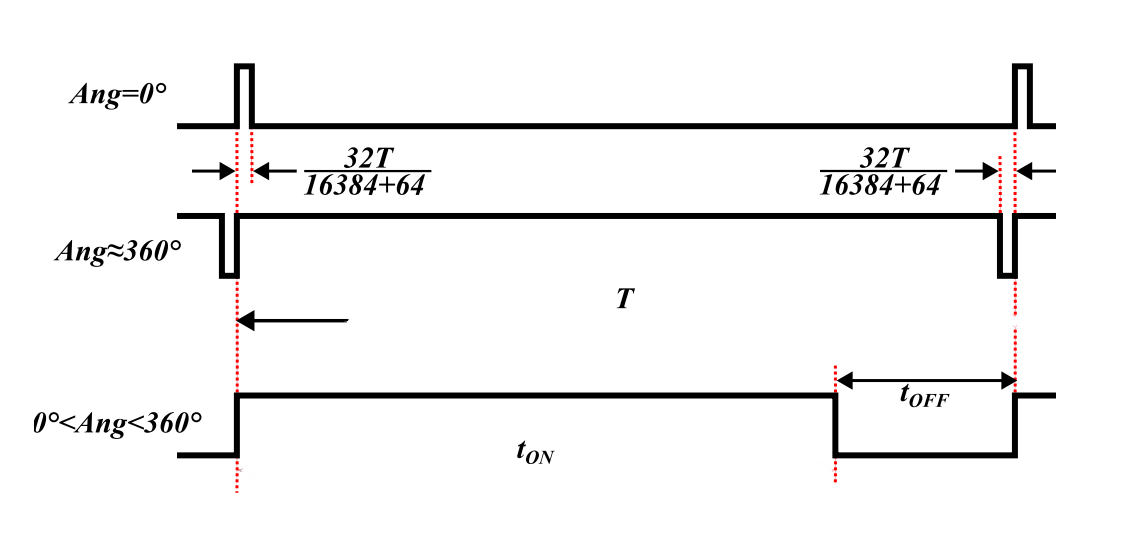 Ang=0°
32T 32T
16384+64 16384+64
Ang≈360°
T
tOFF
0°<Ang<360°
tON